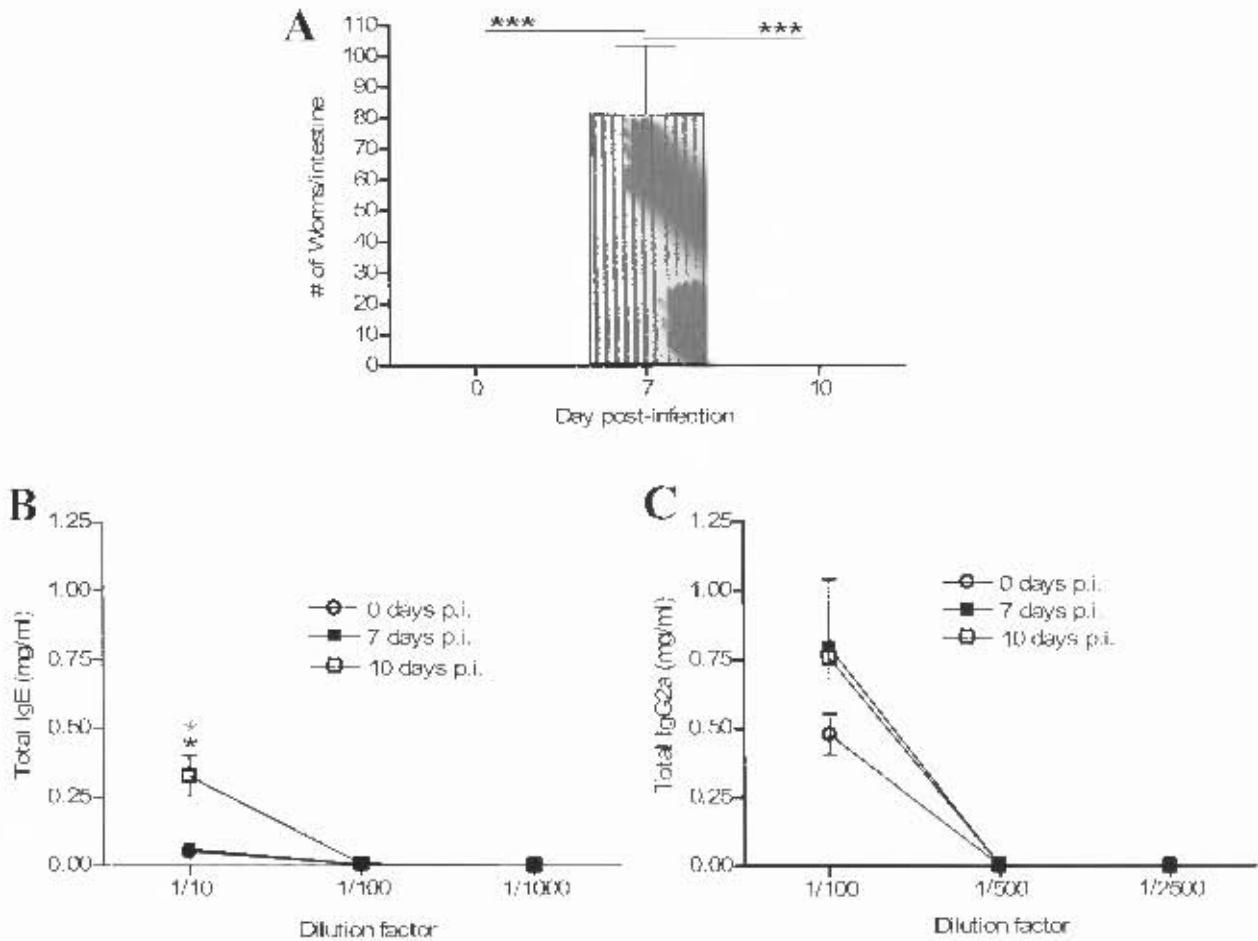 A
*** ***
110
100
90
80
70
60
50
40
30
20
10
0
# of Worms/intestine
0 7 10
Day post-infection
B
1.25
1.00
0.75
0.50
0.25
0.00
Total IgE (mg/ml)
0 days p.i.
7 days p.i.
10 days p.i.
*
**
1/10 1/100 1/1000
Dilution factor
C
1.25
1.00
0.75
0.50
0.25
0.00
Total IgG2a (mg/ml)
0 days p.i.
7 days p.i.
10 days p.i.
1/100 1/500 1/2500
Dilution factor